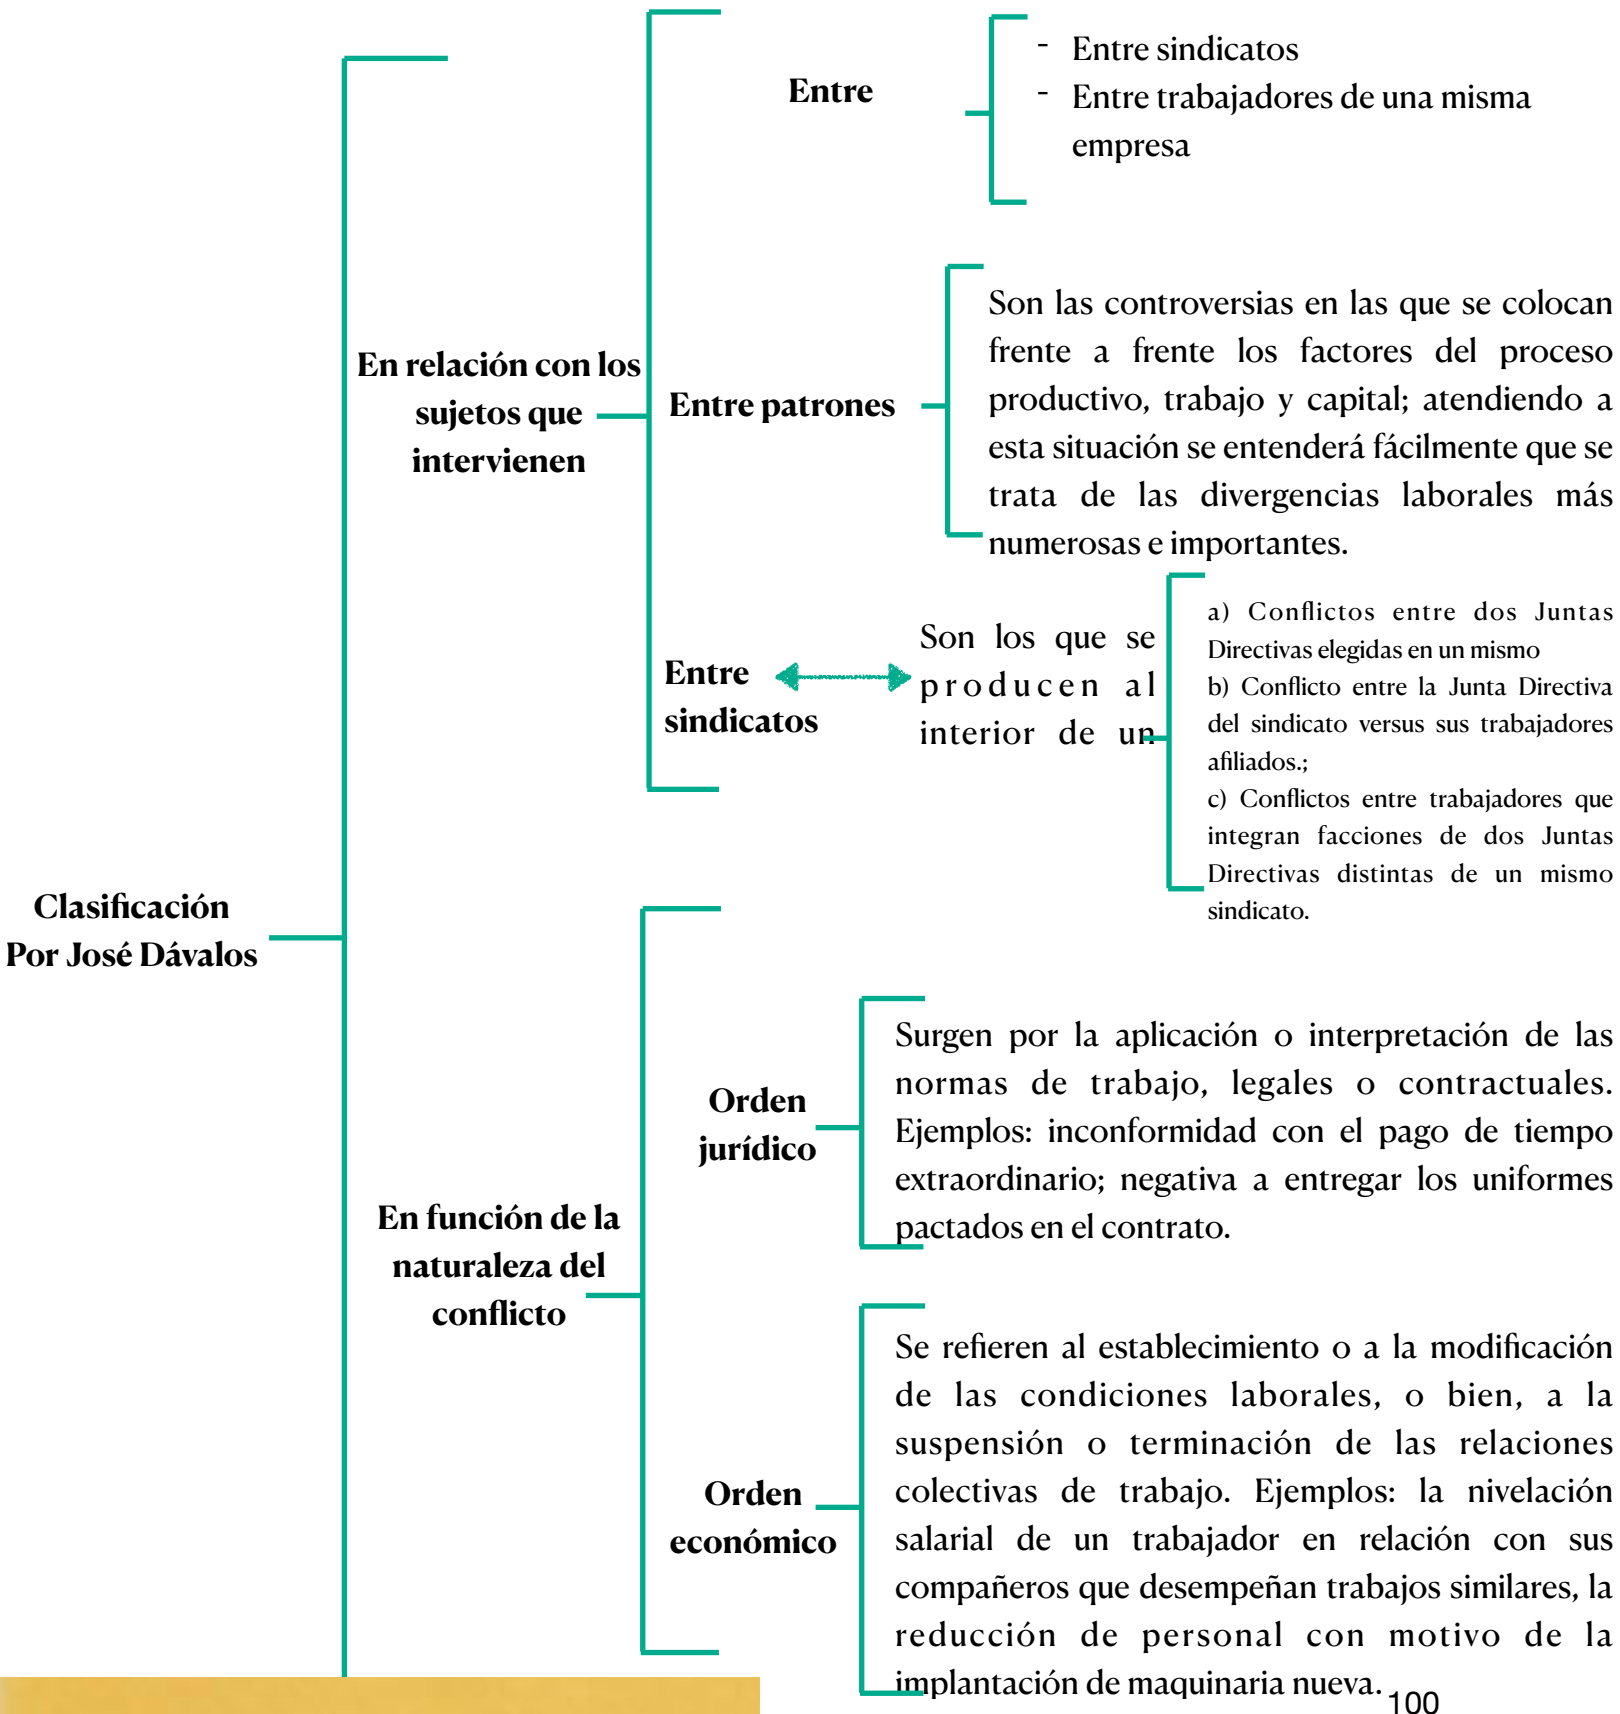 Clasificación
Por José Dávalos
En relación con los
sujetos que
intervienen
Entre
- Entre sindicatos
- Entre trabajadores de una misma
empresa
Entre patrones
Son las controversias en las que se colocan
frente a frente los factores del proceso
productivo, trabajo y capital; atendiendo a
esta situación se entenderá fácilmente que se
trata de las divergencias laborales más
numerosas e importantes.
Entre
sindicatos
Son los que se
producen al
interior de un
a) Conflictos entre dos Juntas
Directivas elegidas en un mismo
b) Conflicto entre la Junta Directiva
del sindicato versus sus trabajadores
afiliados.;
c) Conflictos entre trabajadores que
integran facciones de dos Juntas
Directivas distintas de un mismo
sindicato.
En función de la
naturaleza del
conflicto
Orden
jurídico
Surgen por la aplicación o interpretación de las
normas de trabajo, legales o contractuales.
Ejemplos: inconformidad con el pago de tiempo
extraordinario; negativa a entregar los uniformes
pactados en el contrato.
Orden
económico
Se refieren al establecimiento o a la modificación
de las condiciones laborales, o bien, a la
suspensión o terminación de las relaciones
colectivas de trabajo. Ejemplos: la nivelación
salarial de un trabajador en relación con sus
compañeros que desempeñan trabajos similares, la
reducción de personal con motivo de la
implantación de maquinaria nueva.
100